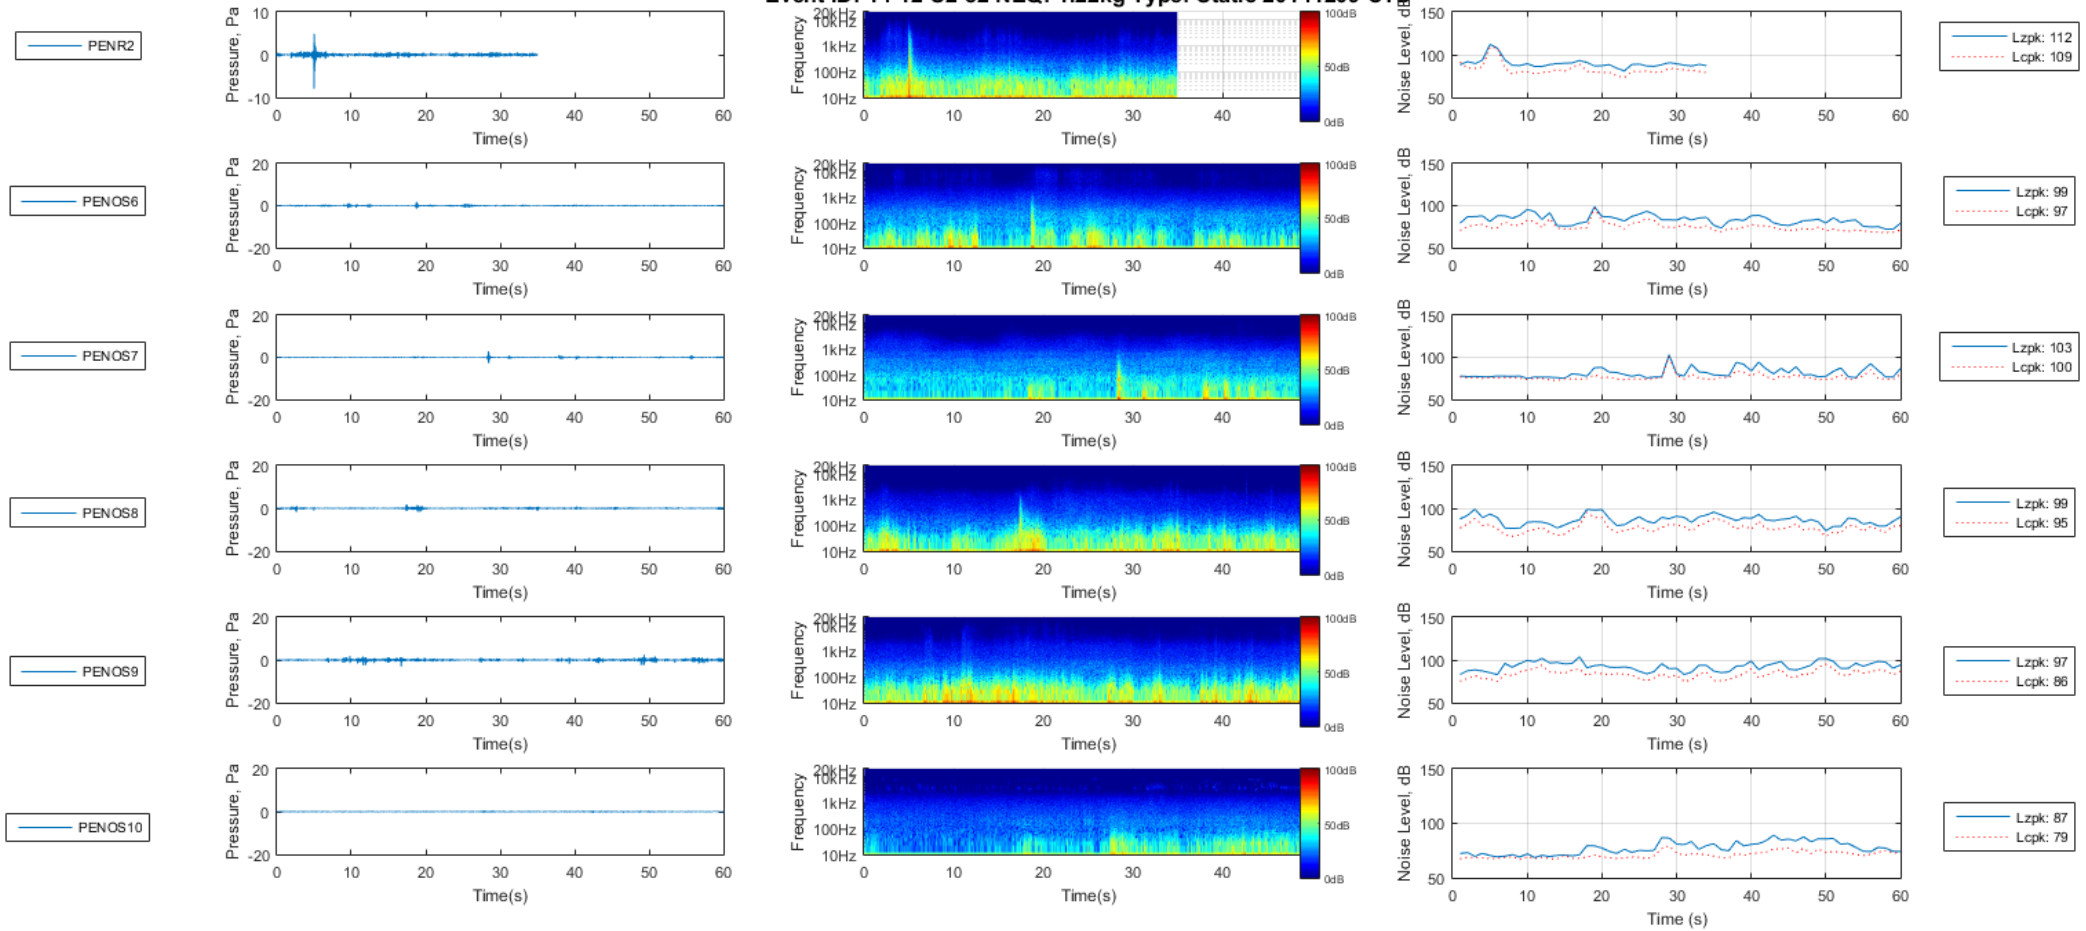 PENR2
10
0
-10
Pressure, Pa
0 10 20 30 40 50 60
Time(s)
Frequency
20kHz
10kHz
1kHz
100Hz
10Hz
0 10 20 30 40
Time(s)
100dB
50dB
0dB
Noise Level, dB
150
100
50
0 10 20 30 40 50 60
Time (s)
Lzpk: 112
Lcpk: 109
PENOS6
20
0
-20
Pressure, Pa
0 10 20 30 40 50 60
Time(s)
Frequency
20kHz
10kHz
1kHz
100Hz
10Hz
0 10 20 30 40
Time(s)
100dB
50dB
0dB
Noise Level, dB
150
100
50
0 10 20 30 40 50 60
Time (s)
Lzpk: 99
Lcpk: 97
PENOS7
20
0
-20
Pressure, Pa
0 10 20 30 40 50 60
Time(s)
Frequency
20kHz
10kHz
1kHz
100Hz
10Hz
0 10 20 30 40
Time(s)
100dB
50dB
0dB
Noise Level, dB
150
100
50
0 10 20 30 40 50 60
Time (s)
Lzpk: 103
Lcpk: 100
PENOS8
20
0
-20
Pressure, Pa
0 10 20 30 40 50 60
Time(s)
Frequency
20kHz
10kHz
1kHz
100Hz
10Hz
0 10 20 30 40
Time(s)
100dB
50dB
0dB
Noise Level, dB
150
100
50
0 10 20 30 40 50 60
Time (s)
Lzpk: 99
Lcpk: 95
PENOS9
20
0
-20
Pressure, Pa
0 10 20 30 40 50 60
Time(s)
Frequency
20kHz
10kHz
1kHz
100Hz
10Hz
0 10 20 30 40
Time(s)
100dB
50dB
0dB
Noise Level, dB
150
100
50
0 10 20 30 40 50 60
Time (s)
Lzpk: 97
Lcpk: 86
PENOS10
20
0
-20
Pressure, Pa
0 10 20 30 40 50 60
Time(s)
Frequency
20kHz
10kHz
1kHz
100Hz
10Hz
0 10 20 30 40
Time(s)
100dB
50dB
0dB
Noise Level, dB
150
100
50
0 10 20 30 40 50 60
Time (s)
Lzpk: 87
Lcpk: 79